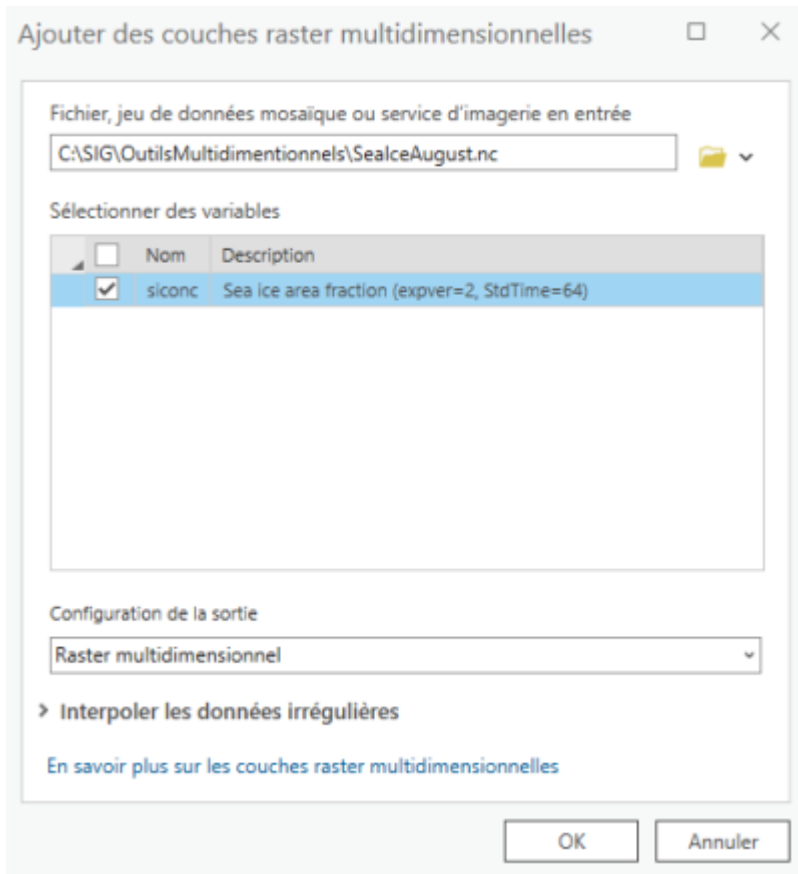 Ajouter des couches raster multidimensionnelles
Fichier, jeu de données mosaïque ou service d'imagerie en entrée
C:\SIG\OutilsMultidimentionnels\SeaIceAugust.nc
Sélectionner des variables
Nom Description
siconc Sea ice area fraction (expver=2, StdTime=64)
Configuration de la sortie
Raster multidimensionnel
Interpoler les données irrégulières
En savoir plus sur les couches raster multidimensionnelles
OK Annuler